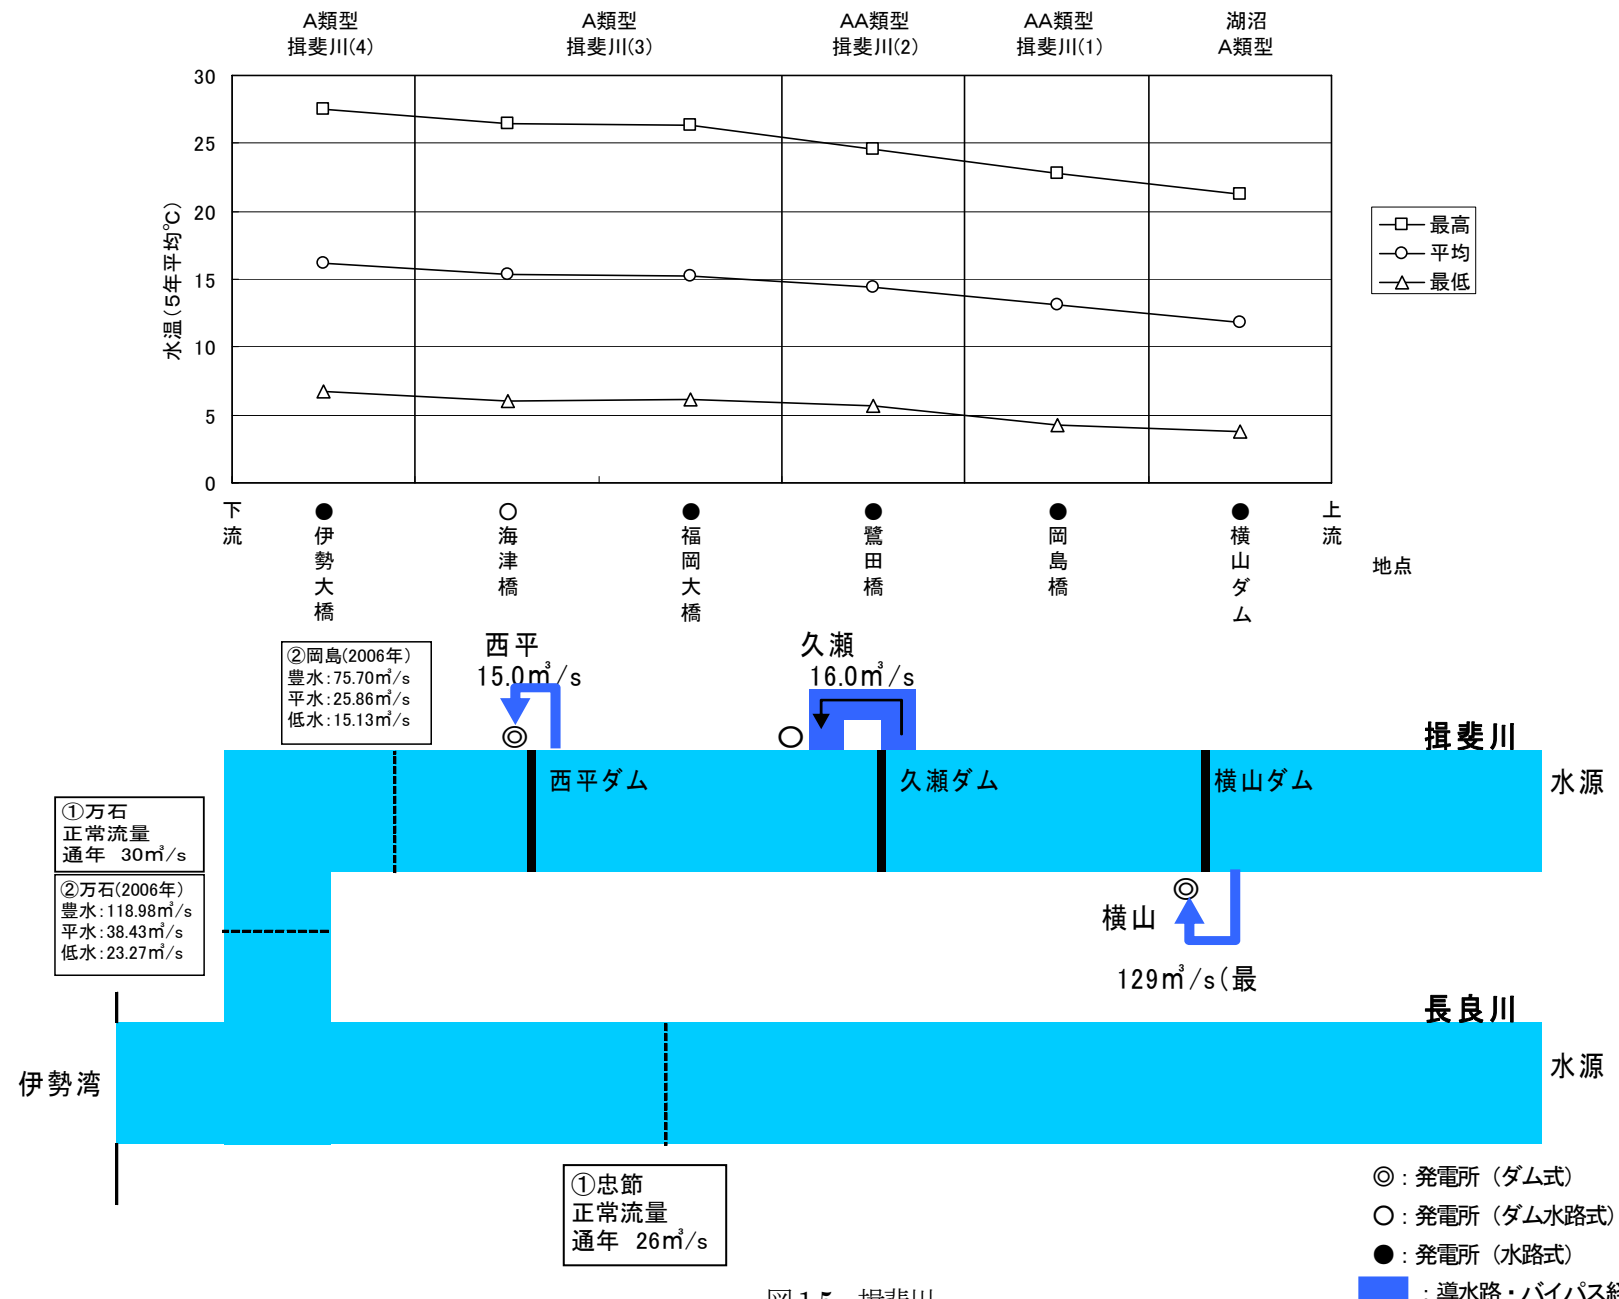 A類型
揖斐川(4)
A類型
揖斐川(3)
AA類型
揖斐川(2)
AA類型
揖斐川(1)
湖沼
A類型
30
25
20
15
10
5
0
水温(5年平均℃)
最高
平均
最低
下流
●伊勢大橋
○海津橋
●福岡大橋
●鷺田橋
●岡島橋
●横山ダム
上流
地点
②岡島(2006年)
豊水:75.70㎥/s
平水:25.86㎥/s
低水:15.13㎥/s
西平
15.0㎥/s
久瀬
16.0㎥/s
揖斐川
西平ダム
久瀬ダム
横山ダム
水源
①万石
正常流量
通年 30㎥/s
②万石(2006年)
豊水:118.98㎥/s
平水:38.43㎥/s
低水:23.27㎥/s
横山
129㎥/s(最
長良川
水源
伊勢湾
①忠節
正常流量
通年 26㎥/s
◎:発電所(ダム式)
○:発電所(ダム水路式)
●:発電所(水路式)
:導水路・バイパス